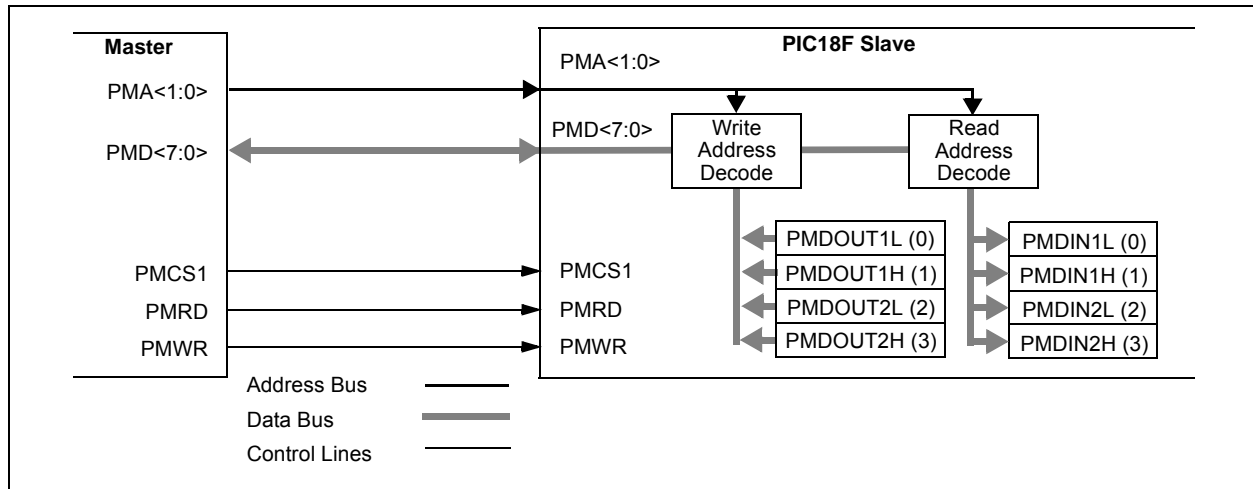 Master
PIC18F Slave
PMA<1:0>
PMA<1:0>
PMD<7:0>
PMD<7:0>
Write
Address
Decode
Read
Address
Decode
PMDOUT1L (0)
PMDOUT1H (1)
PMDOUT2L (2)
PMDOUT2H (3)
PMDIN1L (0)
PMDIN1H (1)
PMDIN2L (2)
PMDIN2H (3)
PMCS1
PMCS1
PMRD
PMRD
PMWR
PMWR
Address Bus
Data Bus
Control Lines